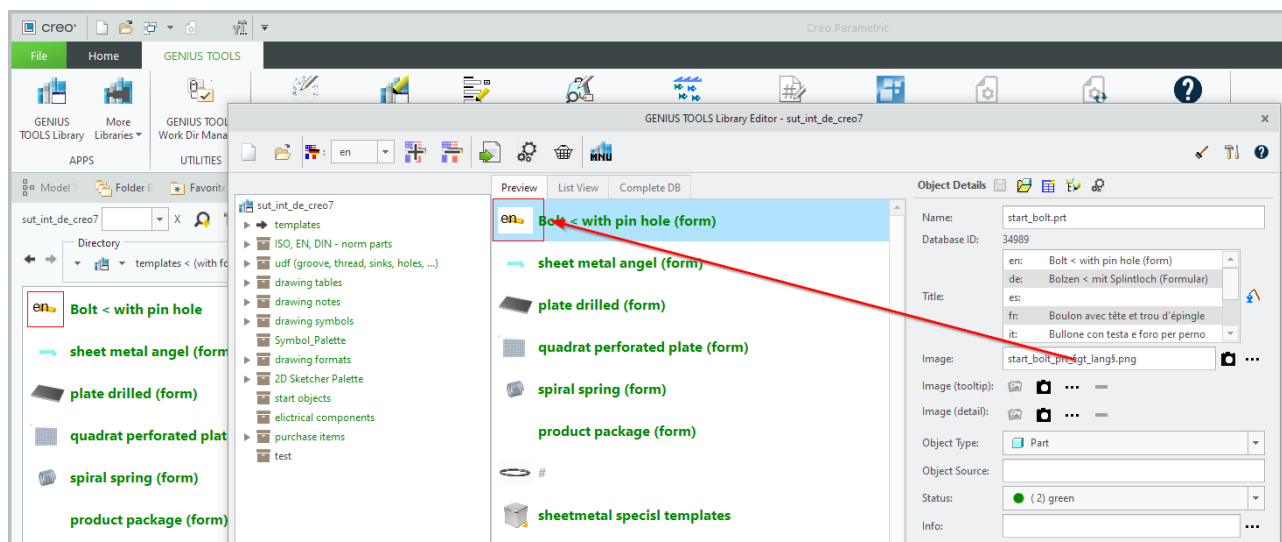 creo
Creo Parametric
File
Home
GENIUS TOOLS
GENIUS
TOOLS Library
More
Libraries
GENIUS TOOL
Work Dir Mana
APPS
UTILITIES
Model T
Folder E
Favorite
sut_int_de_creo7
X
Directory
templates < (with fo
en
Bolt < with pin hole
sheet metal angel (form
plate drilled (form)
quadrat perforated plat
spiral spring (form)
product package (form)
GENIUS TOOLS Library Editor - sut_int_de_creo7
x
: en
MNU
sut_int_de_creo7
templates
ISO, EN, DIN - norm parts
udf (groove, thread, sinks, holes, ...)
drawing tables
drawing notes
drawing symbols
Symbol_Palette
drawing formats
2D Sketcher Palette
start objects
elictrical components
purchase items
test
Preview
List View
Complete DB
en
Bolt < with pin hole (form)
sheet metal angel (form)
plate drilled (form)
quadrat perforated plate (form)
spiral spring (form)
product package (form)
#
sheetmetal specisl templates
Object Details
Name: start_bolt.prt
Database ID: 34989
Title:
en: Bolt < with pin hole (form)
de: Bolzen < mit Splintloch (Formular)
es:
fr: Boulon avec tête et trou d'épingle
it: Bullone con testa e foro per perno
Image: start_bolt_prt_§gt_lang§.png
Image (tooltip):
Image (detail):
Object Type: Part
Object Source:
Status: ( 2) green
Info: